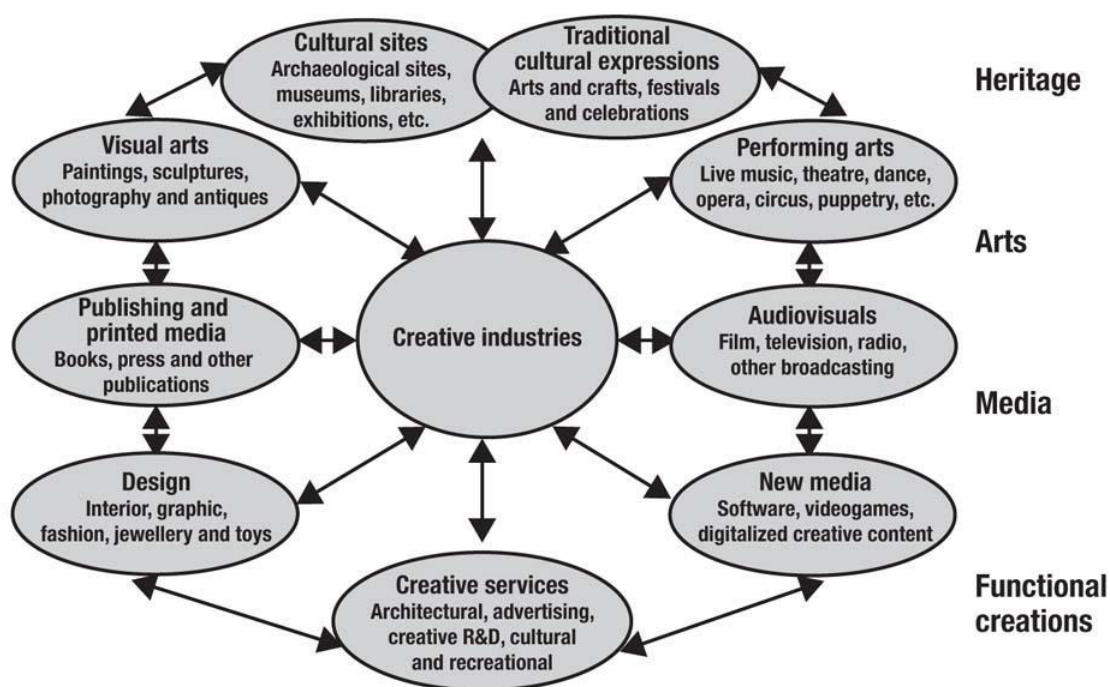 Cultural sites
Archaeological sites,
museums, libraries,
exhibitions, etc.
Traditional
cultural expressions
Arts and crafts, festivals
and celebrations
Heritage
Visual arts
Paintings, sculptures,
photography and antiques
Performing arts
Live music, theatre, dance,
opera, circus, puppetry, etc.
Arts
Publishing and
printed media
Books, press and other
publications
Creative industries
Audiovisuals
Film, television, radio,
other broadcasting
Media
Design
Interior, graphic,
fashion, jewellery and toys
New media
Software, videogames,
digitalized creative content
Creative services
Architectural, advertising,
creative R&D, cultural
and recreational
Functional
creations